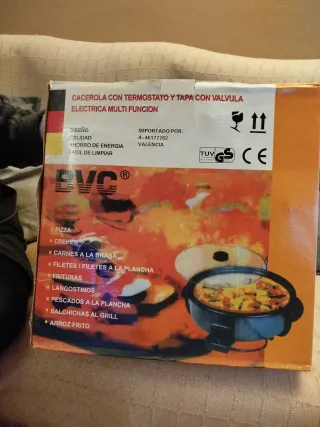 CACEROLA CON TERMOSTATO Y TAPA CON VALVULA
ELECTRICA MULTI FUNCION
DISEÑO
CALIDAD
AHORRO DE ENERGIA
FACIL DE LIMPIAR
IMPORTADO POR:
A-46177762
VALENCIA
TUV GS CE
BVC®
PIZZA
CREPES
CARNES A LA BRASA
FILETES / FILETES A LA PLANCHA
FRITURAS
LANGOSTINOS
PESCADOS A LA PLANCHA
SALCHICHAS AL GRILL
ARROZ FRITO